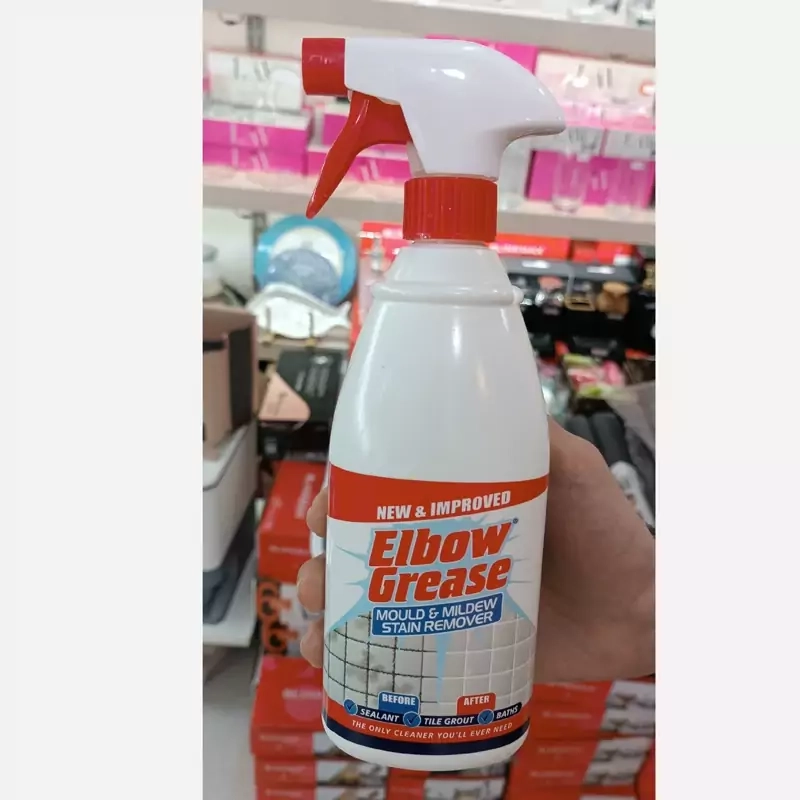 NEW & IMPROVED
Elbow
Grease®
MOULD & MILDEW
STAIN REMOVER
BEFORE AFTER
SEALANT TILE GROUT BATHS
THE ONLY CLEANER YOU'LL EVER NEED